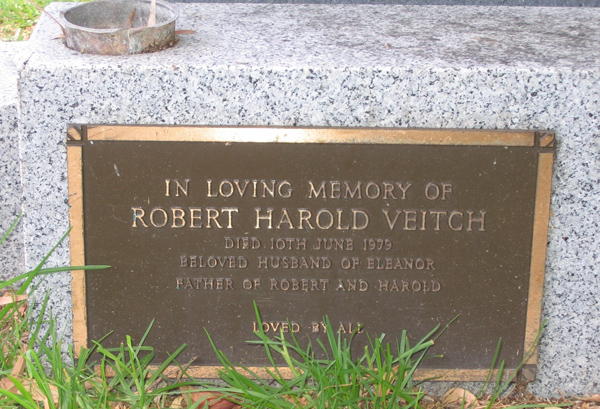 IN LOVING MEMORY OF
ROBERT HAROLD VEITCH
DIED 10TH JUNE 1979
BELOVED HUSBAND OF ELEANOR
FATHER OF ROBERT AND HAROLD
LOVED BY ALL